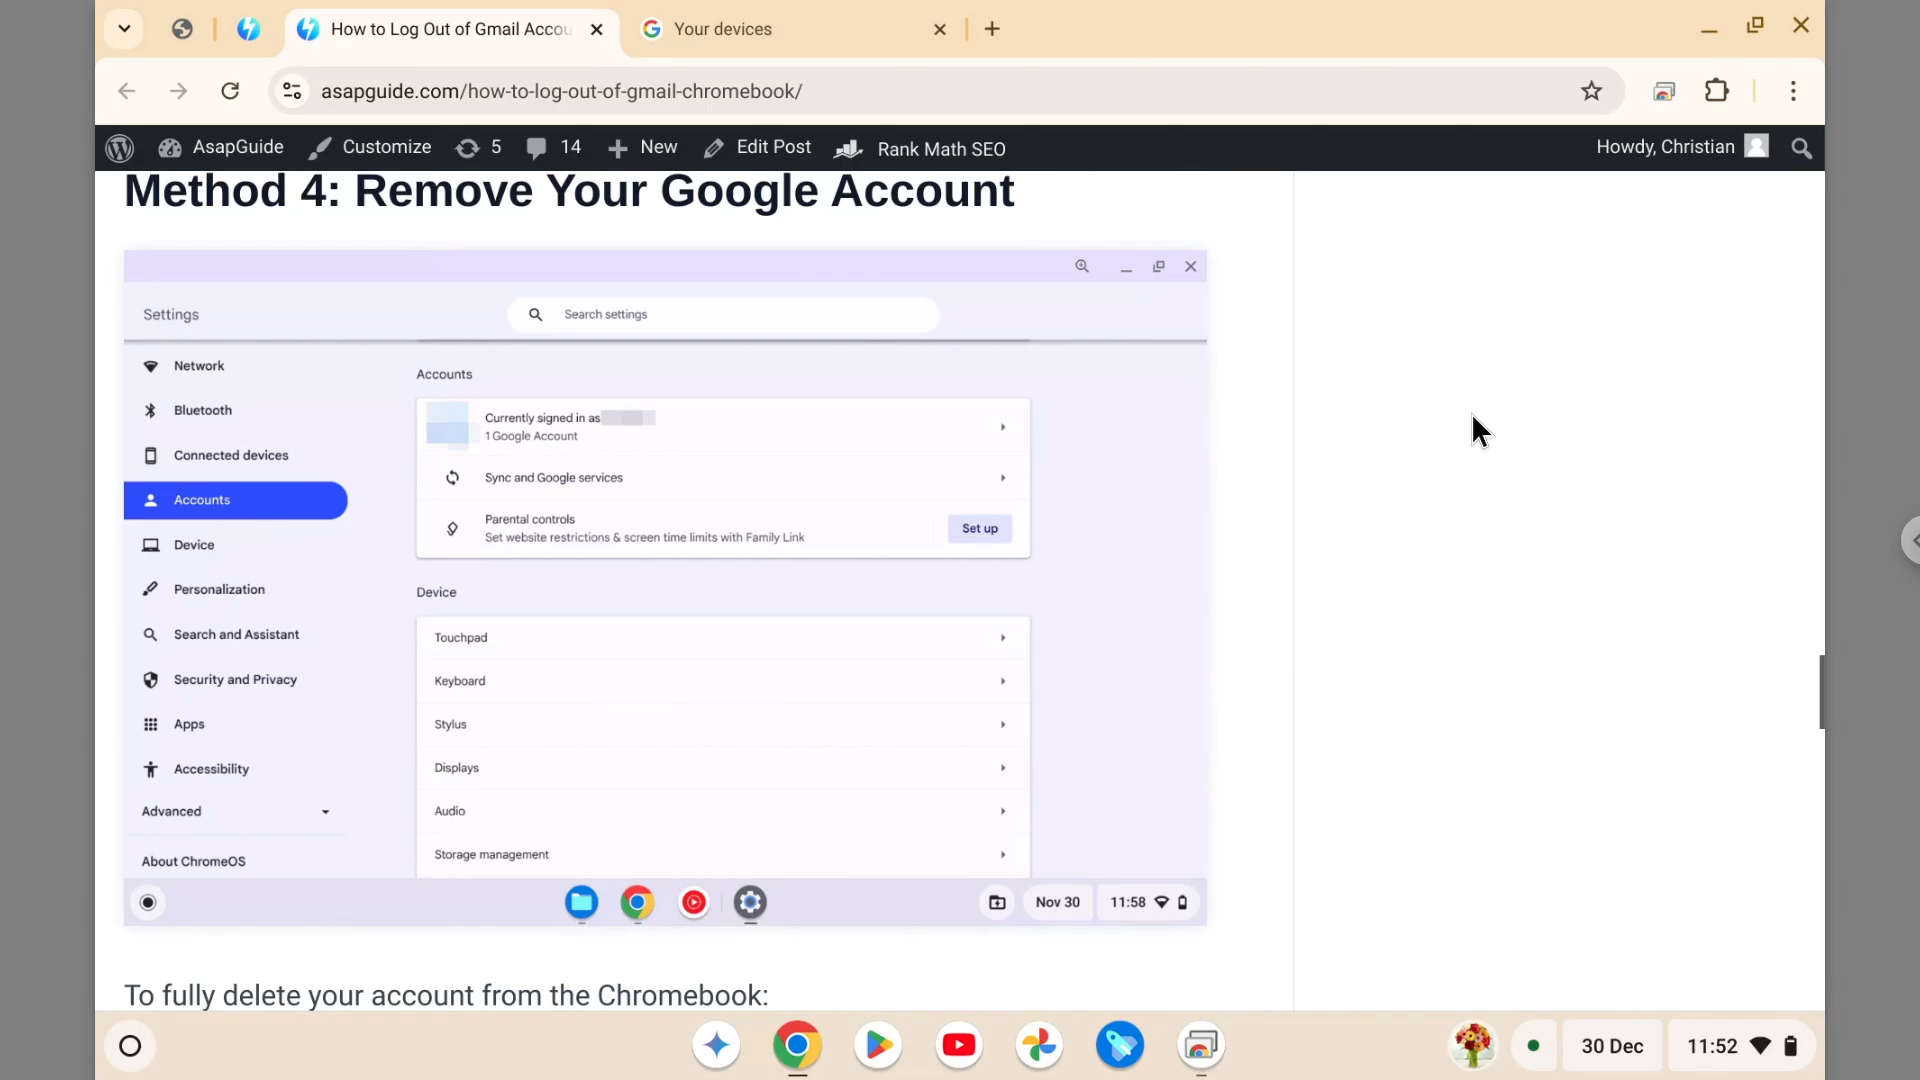 How to Log Out of Gmail Accou
Your devices
asapguide.com/how-to-log-out-of-gmail-chromebook/
AsapGuide Customize 5 14 New Edit Post Rank Math SEO Howdy, Christian
Method 4: Remove Your Google Account
Settings
Search settings
Network
Bluetooth
Connected devices
Accounts
Device
Personalization
Search and Assistant
Security and Privacy
Apps
Accessibility
Advanced
About ChromeOS
Accounts
Currently signed in as
1 Google Account
Sync and Google services
Parental controls
Set website restrictions & screen time limits with Family Link
Set up
Device
Touchpad
Keyboard
Stylus
Displays
Audio
Storage management
Nov 30 11:58
To fully delete your account from the Chromebook:
30 Dec 11:52